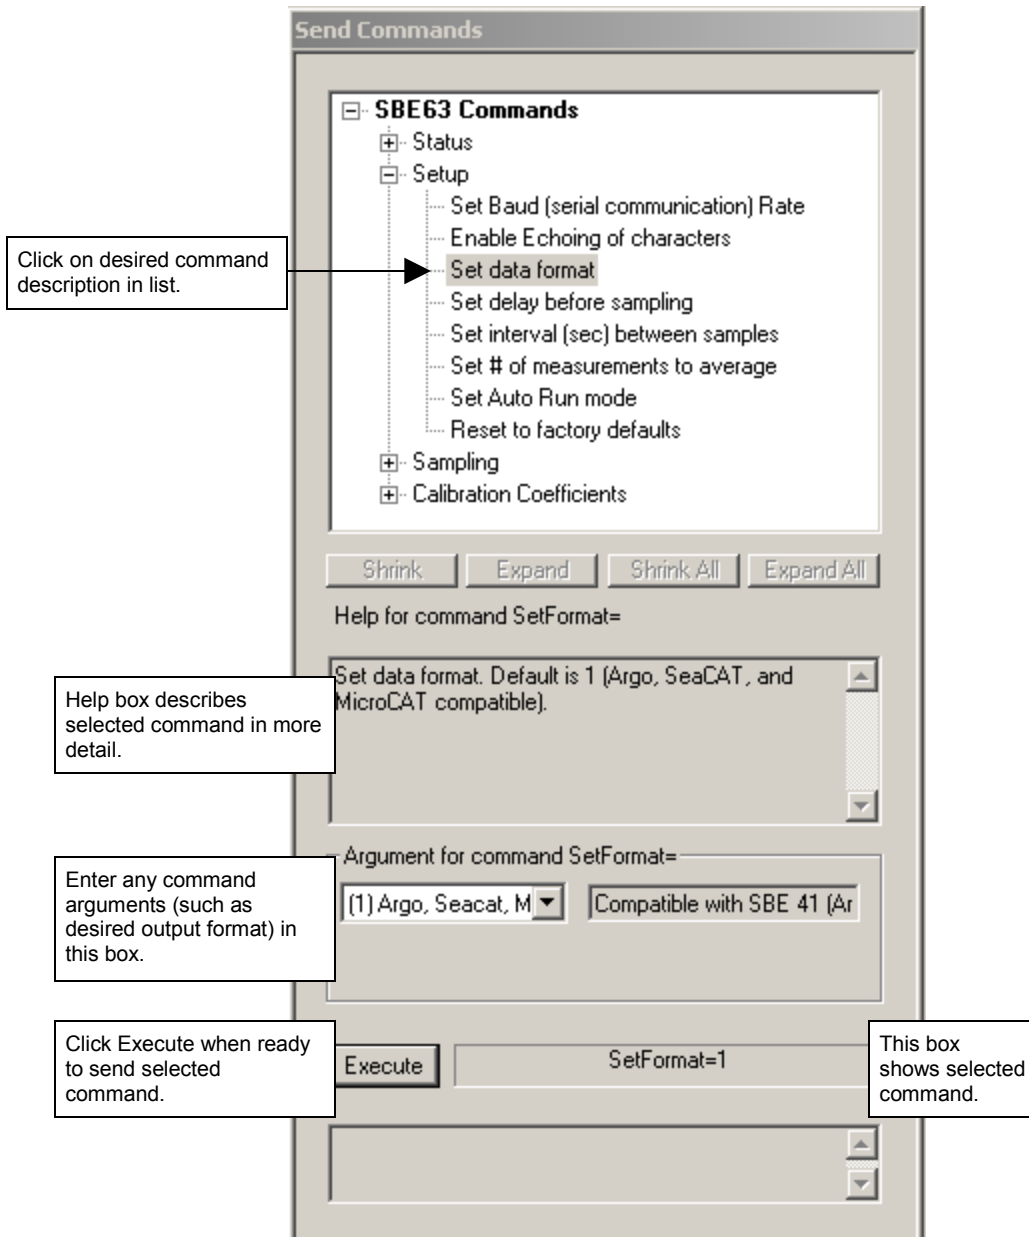 Send Commands
SBE63 Commands
Status
Setup
Set Baud (serial communication) Rate
Enable Echoing of characters
Click on desired command
description in list.
Set data format
Set delay before sampling
Set interval (sec) between samples
Set # of measurements to average
Set Auto Run mode
Reset to factory defaults
Sampling
Calibration Coefficients
Shrink Expand Shrink All Expand All
Help for command SetFormat=
Set data format. Default is 1 (Argo, SeaCAT, and
MicroCAT compatible).
Help box describes
selected command in more
detail.
Argument for command SetFormat=
(1) Argo, Seacat, M Compatible with SBE 41 (Ar
Enter any command
arguments (such as
desired output format) in
this box.
Click Execute when ready
to send selected
command.
Execute SetFormat=1
This box
shows selected
command.